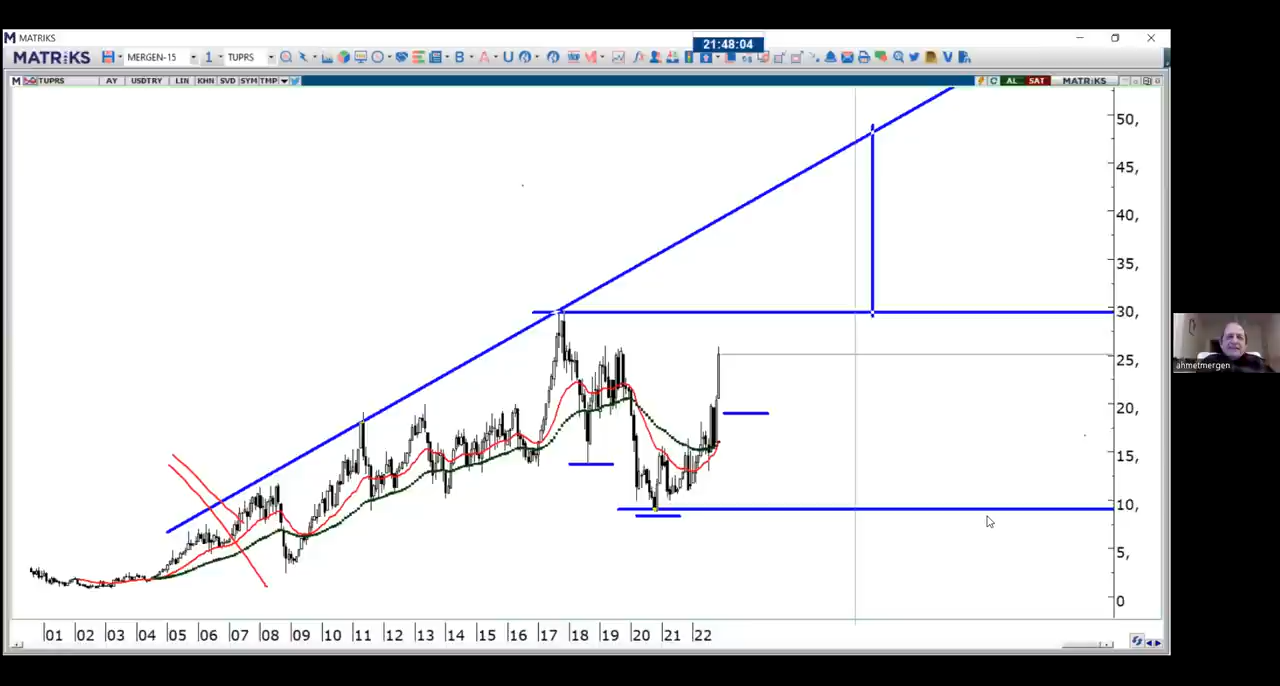 MATRIKS
21:48:04
MATRIKS MERGEN-15 1 TUPRS
TUPRS AY USDTRY LIN KHN SVD SYM TMP AL SAT MATRIKS
50,
45,
40,
35,
30,
25,
20,
15,
10,
5,
0
01 02 03 04 05 06 07 08 09 10 11 12 13 14 15 16 17 18 19 20 21 22
ahmetmergen